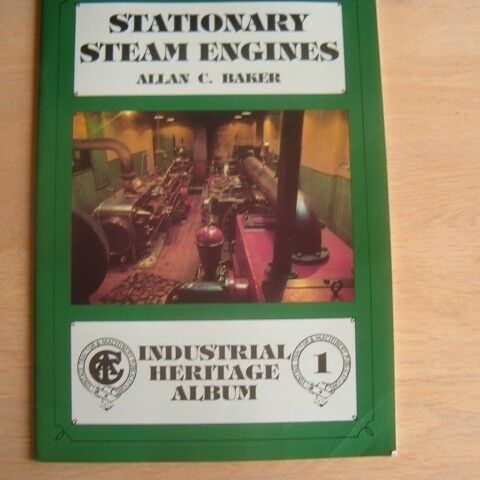 STATIONARY
STEAM ENGINES
ALLAN C. BAKER
INDUSTRIAL
HERITAGE
ALBUM
1